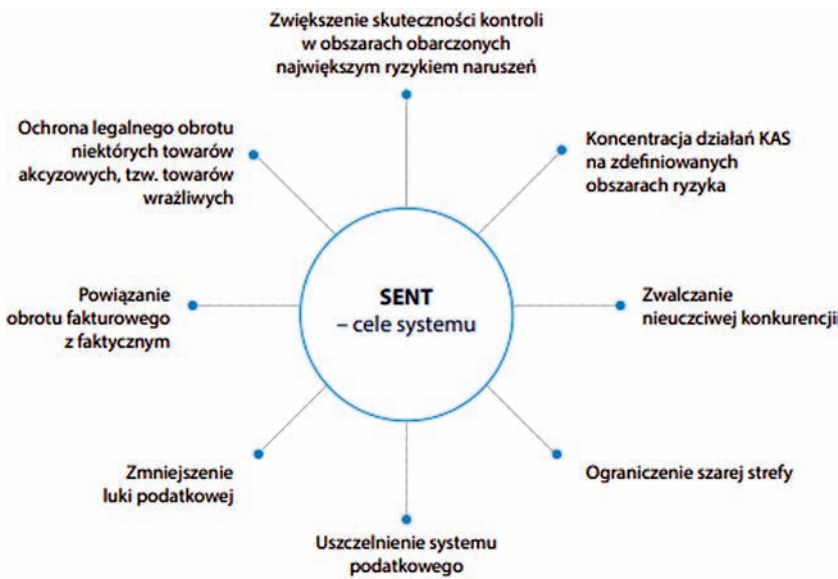 Zwiększenie skuteczności kontroli
w obszarach obarczonych
największym ryzykiem naruszeń
Ochrona legalnego obrotu
niektórych towarów
akcyzowych, tzw. towarów
wrażliwych
Koncentracja działań KAS
na zdefiniowanych
obszarach ryzyka
Powiązanie
obrotu fakturowego
z faktycznym
SENT
– cele systemu
Zwalczanie
nieuczciwej konkurencji
Zmniejszenie
luki podatkowej
Ograniczenie szarej strefy
Uszczelnienie systemu
podatkowego